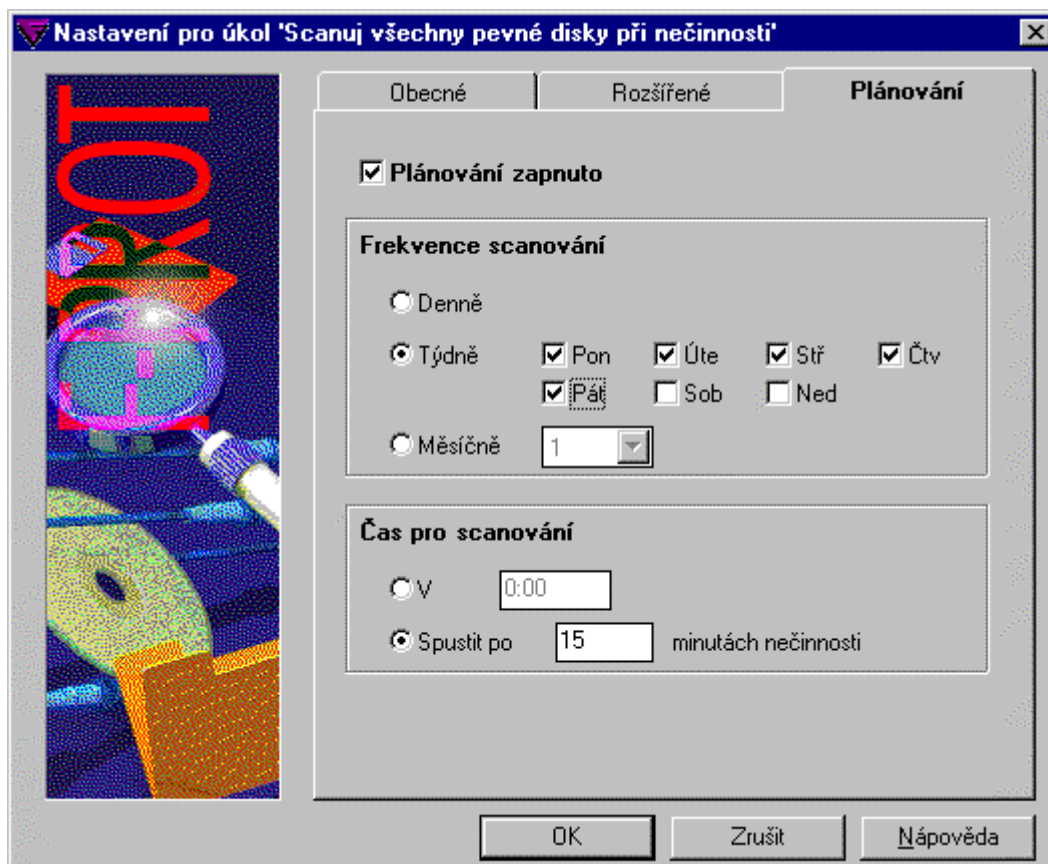 Nastavení pro úkol 'Scanuj všechny pevné disky při nečinnosti'
F-PROT
Obecné Rozšířené Plánování
Plánování zapnuto
Frekvence scanování
Denně
Týdně Pon Úte Stř Čtv
Pát Sob Ned
Měsíčně 1
Čas pro scanování
V 0:00
Spustit po 15 minutách nečinnosti
OK Zrušit Nápověda